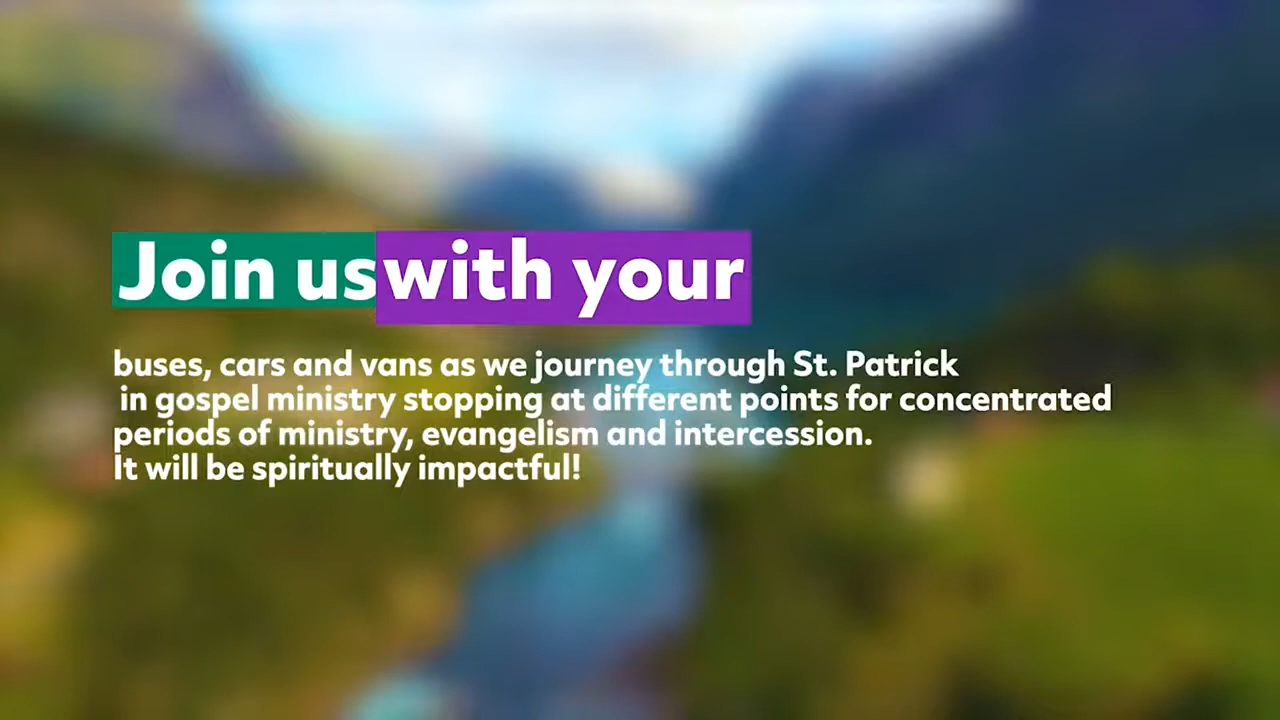 Join us with your
buses, cars and vans as we journey through St. Patrick
in gospel ministry stopping at different points for concentrated
periods of ministry, evangelism and intercession.
It will be spiritually impactful!